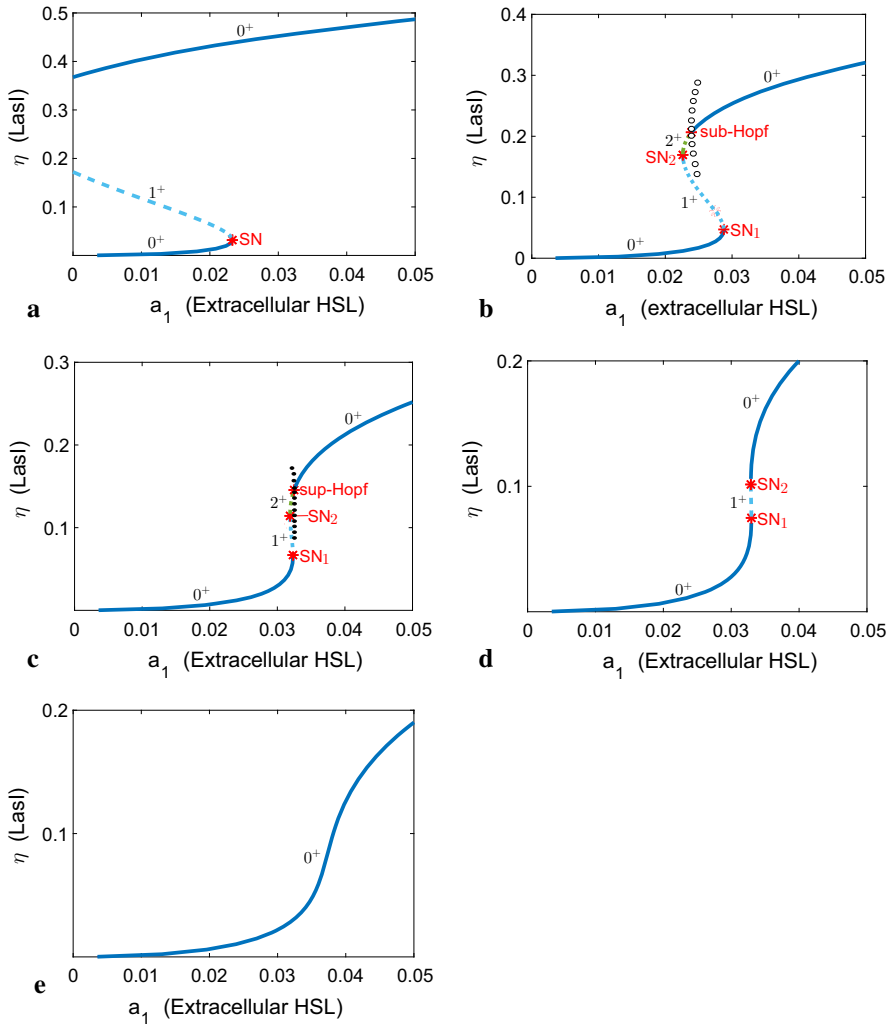 0.5
0.4
0.3
0.2
0.1
η (LasI)
0⁺
1⁺
0⁺
SN
0 0.01 0.02 0.03 0.04 0.05
a₁ (Extracellular HSL)
a
0.4
0.3
0.2
0.1
0
η (LasI)
0⁺
sub-Hopf
2⁺
SN₂
1⁺
SN₁
0⁺
0 0.01 0.02 0.03 0.04 0.05
a₁ (extracellular HSL)
b
0.3
0.2
0.1
η (LasI)
0⁺
sup-Hopf
2⁺
SN₂
1⁺
SN₁
0⁺
0 0.01 0.02 0.03 0.04 0.05
a₁ (Extracellular HSL)
c
0.2
0.1
η (LasI)
0⁺
SN₂
1⁺
SN₁
0⁺
0 0.01 0.02 0.03 0.04 0.05
a₁ (Extracellular HSL)
d
0.2
0.1
η (LasI)
0⁺
0 0.01 0.02 0.03 0.04 0.05
a₁ (Extracellular HSL)
e